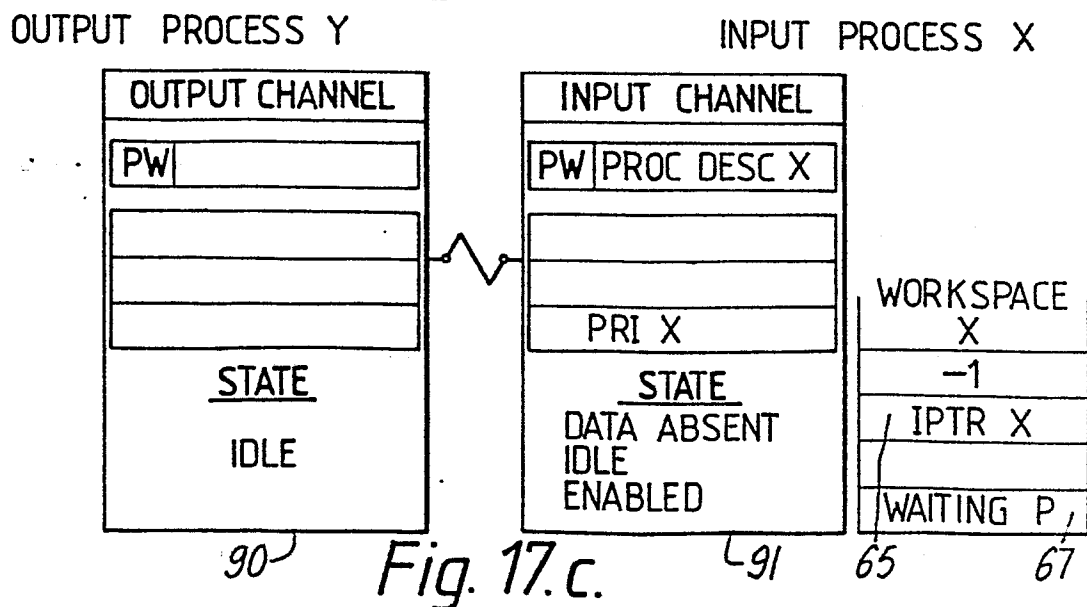 OUTPUT PROCESS Y
INPUT PROCESS X
OUTPUT CHANNEL
PW
STATE
IDLE
90
INPUT CHANNEL
PW PROC DESC X
PRI X
STATE
DATA ABSENT
IDLE
ENABLED
91
WORKSPACE
X
-1
IPTR X
WAITING P
65
67
Fig. 17.c.